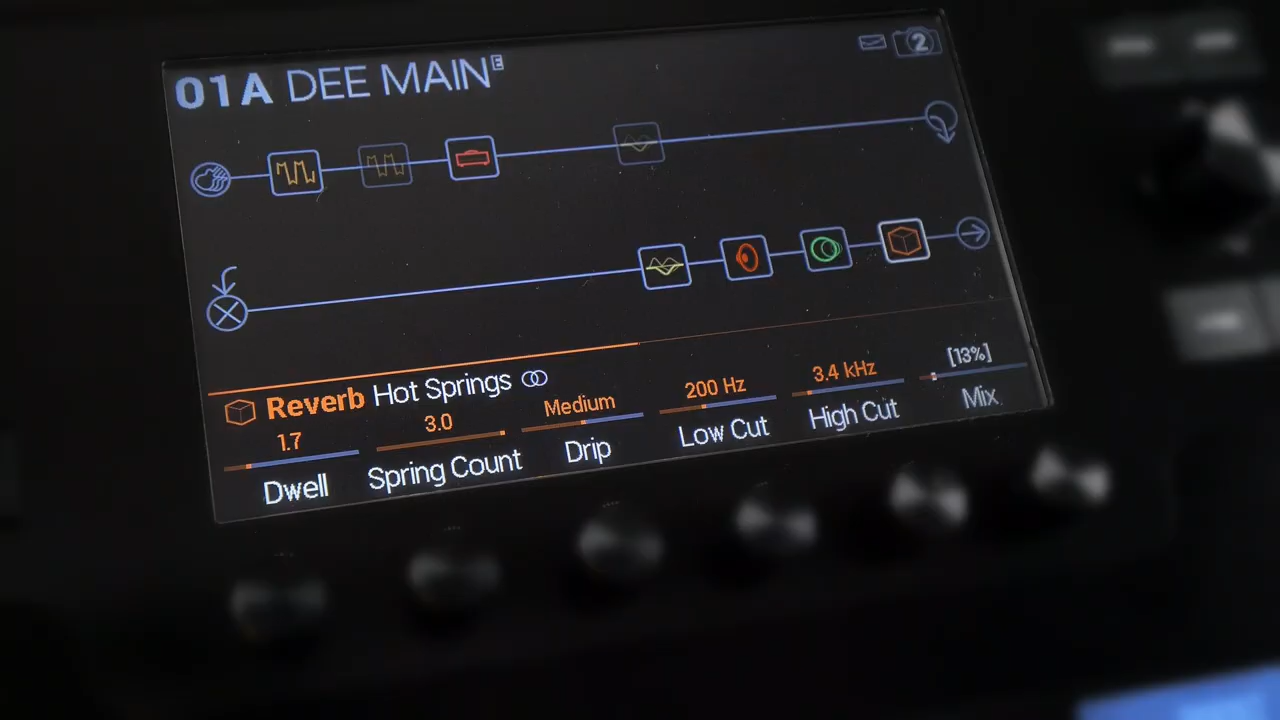 01A DEE MAIN E
2
Reverb Hot Springs
1.7 3.0 Medium 200 Hz 3.4 kHz [13%]
Dwell Spring Count Drip Low Cut High Cut Mix